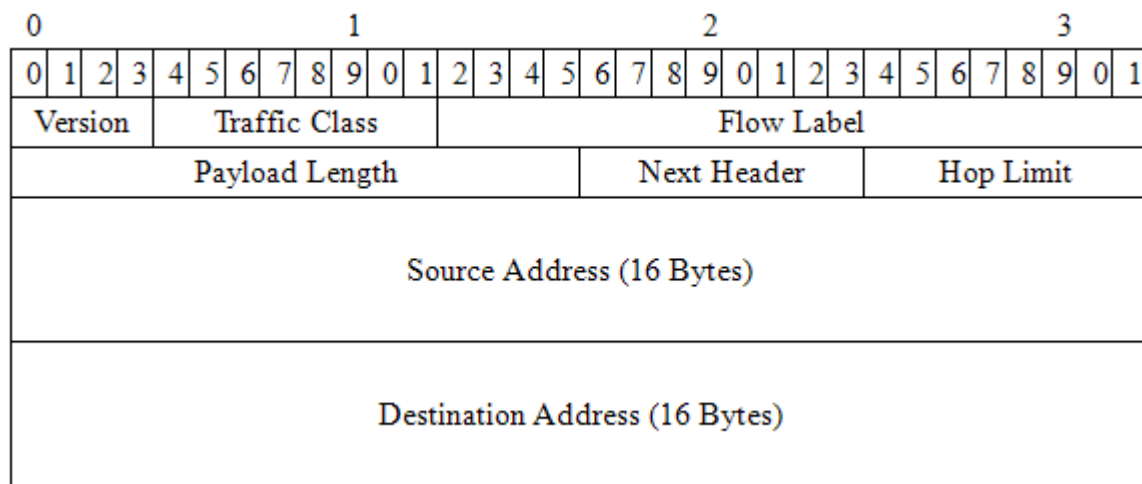 0 1 2 3
0 1 2 3 4 5 6 7 8 9 0 1 2 3 4 5 6 7 8 9 0 1 2 3 4 5 6 7 8 9 0 1
Version Traffic Class Flow Label
Payload Length Next Header Hop Limit
Source Address (16 Bytes)
Destination Address (16 Bytes)